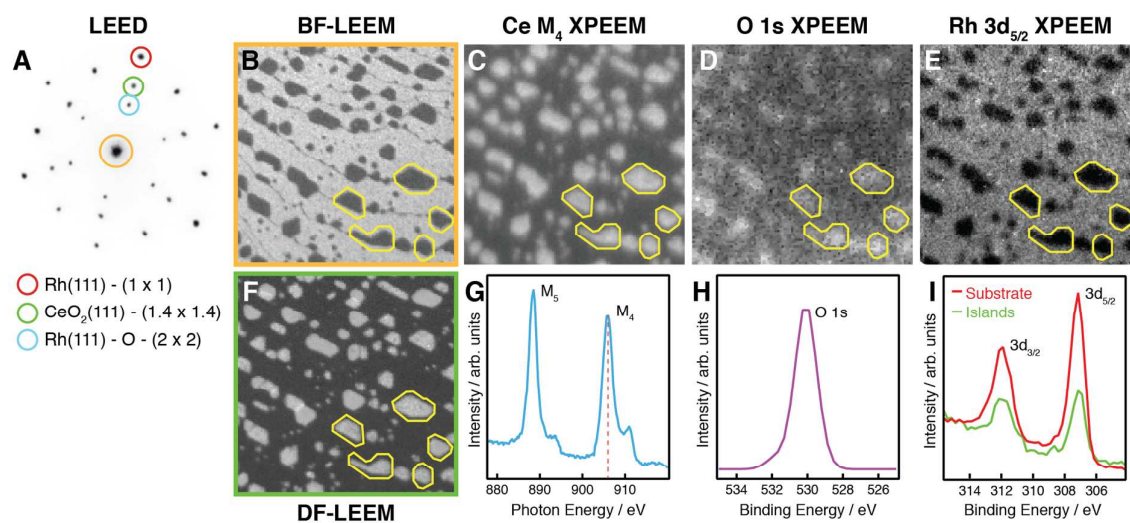 LEED
BF-LEEM
Ce M₄ XPEEM
O 1s XPEEM
Rh 3d₅/₂ XPEEM
A
B
C
D
E
Rh(111) - (1 x 1)
CeO₂(111) - (1.4 x 1.4)
Rh(111) - O - (2 x 2)
F
DF-LEEM
G
M₅
M₄
Intensity / arb. units
880 890 900 910
Photon Energy / eV
H
O 1s
Intensity / arb. units
534 532 530 528 526
Binding Energy / eV
I
Substrate
Islands
3d₅/₂
3d₃/₂
Intensity / arb. units
314 312 310 308 306
Binding Energy / eV